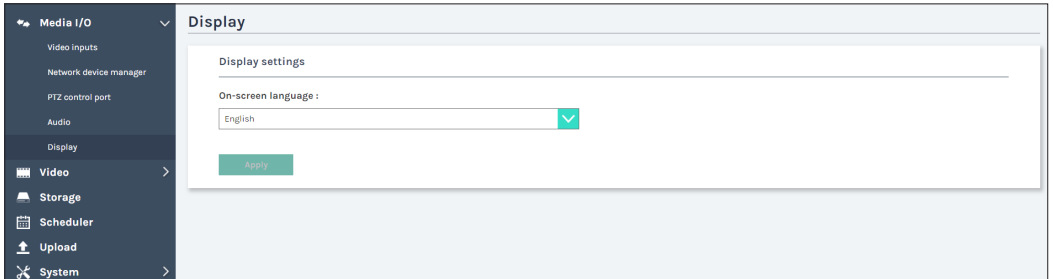 Media I/O
Video inputs
Network device manager
PTZ control port
Audio
Display
Video
Storage
Scheduler
Upload
System
Display
Display settings
On-screen language :
English
Apply